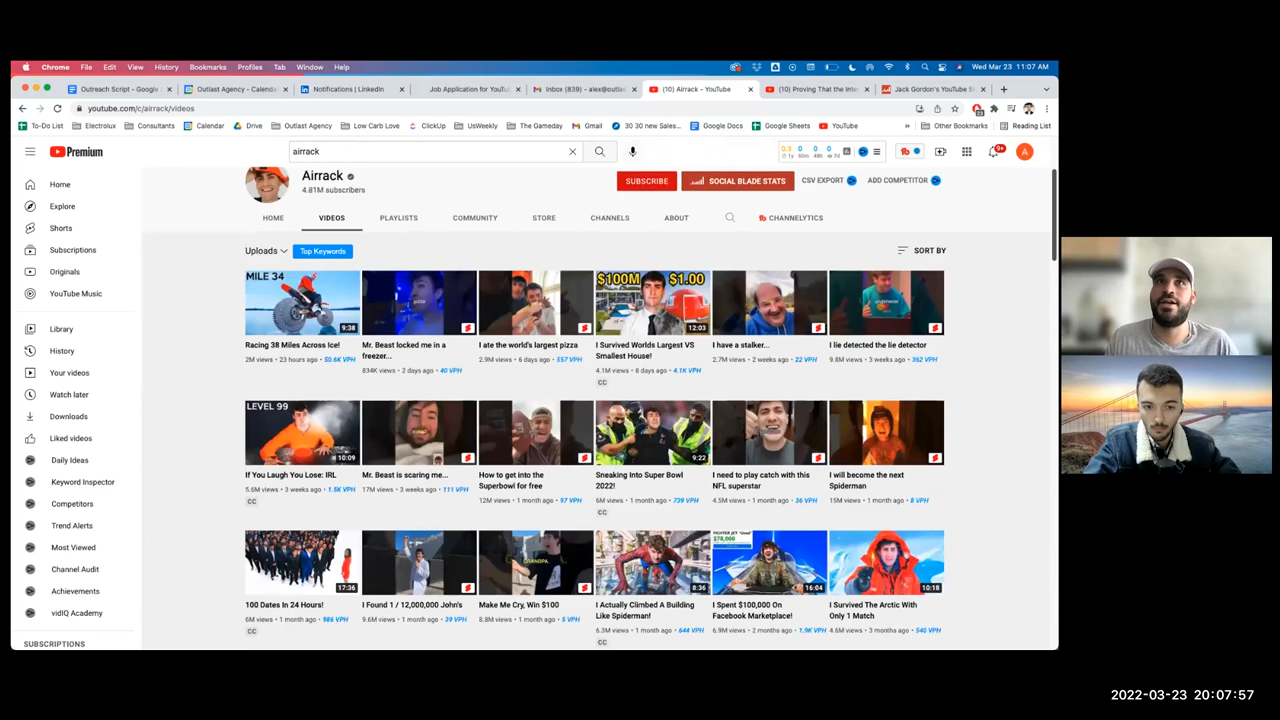 Chrome File Edit View History Bookmarks Profiles Tab Window Help Wed Mar 23 11:07 AM
Outreach Script - Google Outlast Agency - Calenda Notifications | LinkedIn Job Application for YouTu Inbox (839) - alex@outlas (10) Airrack - YouTube (10) Proving That the Inte Jack Gordon's YouTube S
youtube.com/c/airrack/videos
To-Do List Electrolux Consultants Calendar Drive Outlast Agency Low Carb Love ClickUp UsWeekly The Gameday Gmail 30 30 new Sales... Google Docs Google Sheets YouTube » Other Bookmarks Reading List
Premium airrack 9+ A
Airrack
4.81M subscribers
SUBSCRIBE SOCIAL BLADE STATS CSV EXPORT ADD COMPETITOR
HOME VIDEOS PLAYLISTS COMMUNITY STORE CHANNELS ABOUT CHANNELYTICS
Uploads Top Keywords SORT BY
Home
Explore
Shorts
Subscriptions
Originals
YouTube Music
Library
History
Your videos
Watch later
Downloads
Liked videos
Daily Ideas
Keyword Inspector
Competitors
Trend Alerts
Most Viewed
Channel Audit
Achievements
vidIQ Academy
SUBSCRIPTIONS
MILE 34
9:38
Racing 38 Miles Across Ice!
2M views • 23 hours ago
Mr. Beast locked me in a
freezer...
834K views • 2 days ago • 40 VPH
I ate the world's largest pizza
2.9M views • 6 days ago • 557 VPH
$100M $1.00
12:03
I Survived Worlds Largest VS
Smallest House!
4.1M views • 8 days ago • 4.1K VPH
CC
I have a stalker...
2.7M views • 2 weeks ago • 22 VPH
I lie detected the lie detector
9.8M views • 3 weeks ago • 362 VPH
LEVEL 99
10:09
If You Laugh You Lose: IRL
5.6M views • 3 weeks ago • 1.5K VPH
CC
Mr. Beast is scaring me...
17M views • 3 weeks ago • 111 VPH
How to get into the
Superbowl for free
12M views • 1 month ago • 97 VPH
9:22
Sneaking Into Super Bowl
2022!
6M views • 1 month ago • 739 VPH
CC
I need to play catch with this
NFL superstar
4.5M views • 1 month ago • 36 VPH
I will become the next
Spiderman
15M views • 1 month ago • 8 VPH
17:36
100 Dates In 24 Hours!
6M views • 1 month ago • 986 VPH
CC
I Found 1 / 12,000,000 John's
9.6M views • 1 month ago • 29 VPH
GRANDPA.
Make Me Cry, Win $100
8.8M views • 1 month ago • 5 VPH
8:36
I Actually Climbed A Building
Like Spiderman!
6.3M views • 1 month ago • 644 VPH
CC
$78,000
16:04
I Spent $100,000 On
Facebook Marketplace!
6.9M views • 2 months ago • 1.9K VPH
10:18
I Survived The Arctic With
Only 1 Match
4.6M views • 3 months ago • 540 VPH
2022-03-23 20:07:57